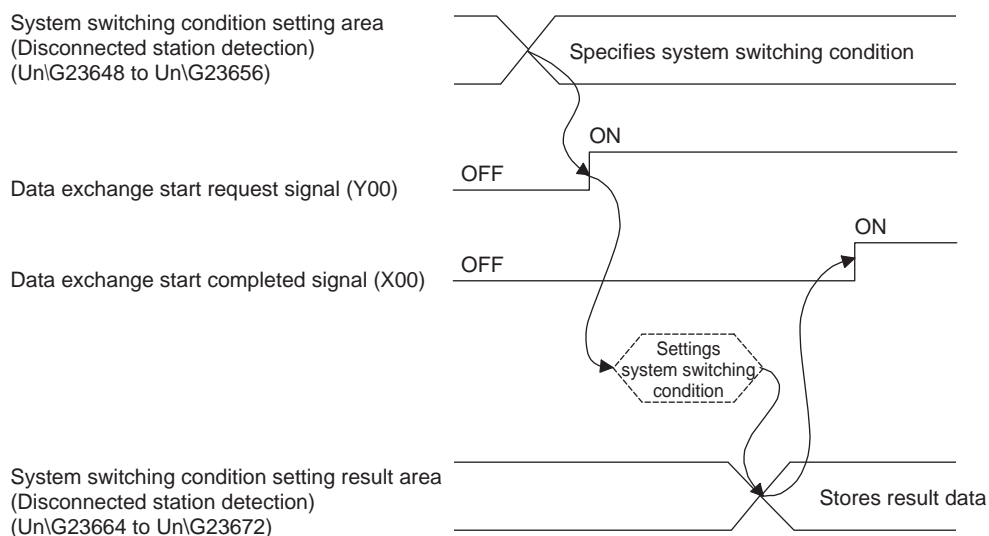 System switching condition setting area
(Disconnected station detection)
(Un\G23648 to Un\G23656)
Specifies system switching condition
ON
OFF
Data exchange start request signal (Y00)
ON
OFF
Data exchange start completed signal (X00)
Settings
system switching
condition
System switching condition setting result area
(Disconnected station detection)
(Un\G23664 to Un\G23672)
Stores result data